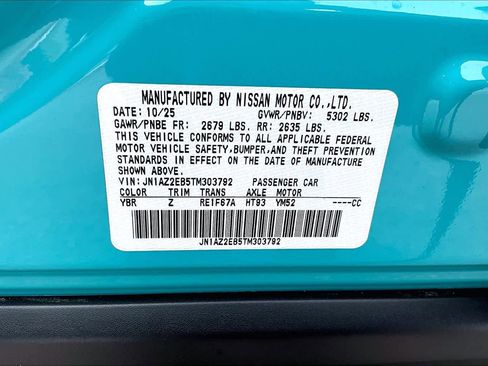 MANUFACTURED BY NISSAN MOTOR CO.,LTD.
DATE: 10/25 GVWR/PNBV: 5302 LBS.
GAWR/PNBE FR: 2679 LBS. RR: 2635 LBS.
THIS VEHICLE CONFORMS TO ALL APPLICABLE FEDERAL
MOTOR VEHICLE SAFETY,BUMPER,AND THEFT PREVENTION
STANDARDS IN EFFECT ON THE DATE OF MANUFACTURE
SHOWN ABOVE.
VIN: JN1AZ2EB5TM303792 PASSENGER CAR
COLOR TRIM TRANS AXLE MOTOR
YBR Z RE1F67A HT93 YM52 ----CC
JN1AZ2EB5TM303792